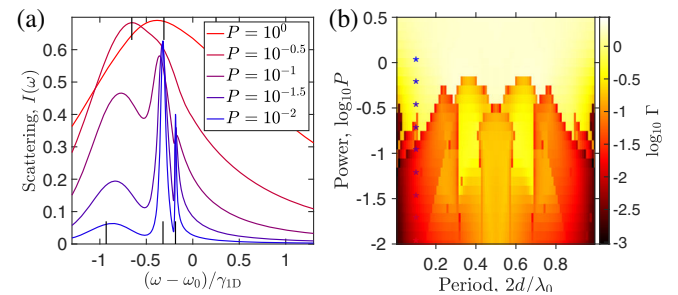 (a)
Scattering, I(ω)
0.6
0.5
0.4
0.3
0.2
0.1
0
-1 -0.5 0 0.5 1
(ω − ω₀)/γ₁D
P = 10⁰
P = 10⁻⁰·⁵
P = 10⁻¹
P = 10⁻¹·⁵
P = 10⁻²
(b)
Power, log₁₀P
0.5
0
-0.5
-1
-1.5
-2
0.2 0.4 0.6 0.8
Period, 2d/λ₀
log₁₀ Γ
0
-0.5
-1
-1.5
-2
-2.5
-3